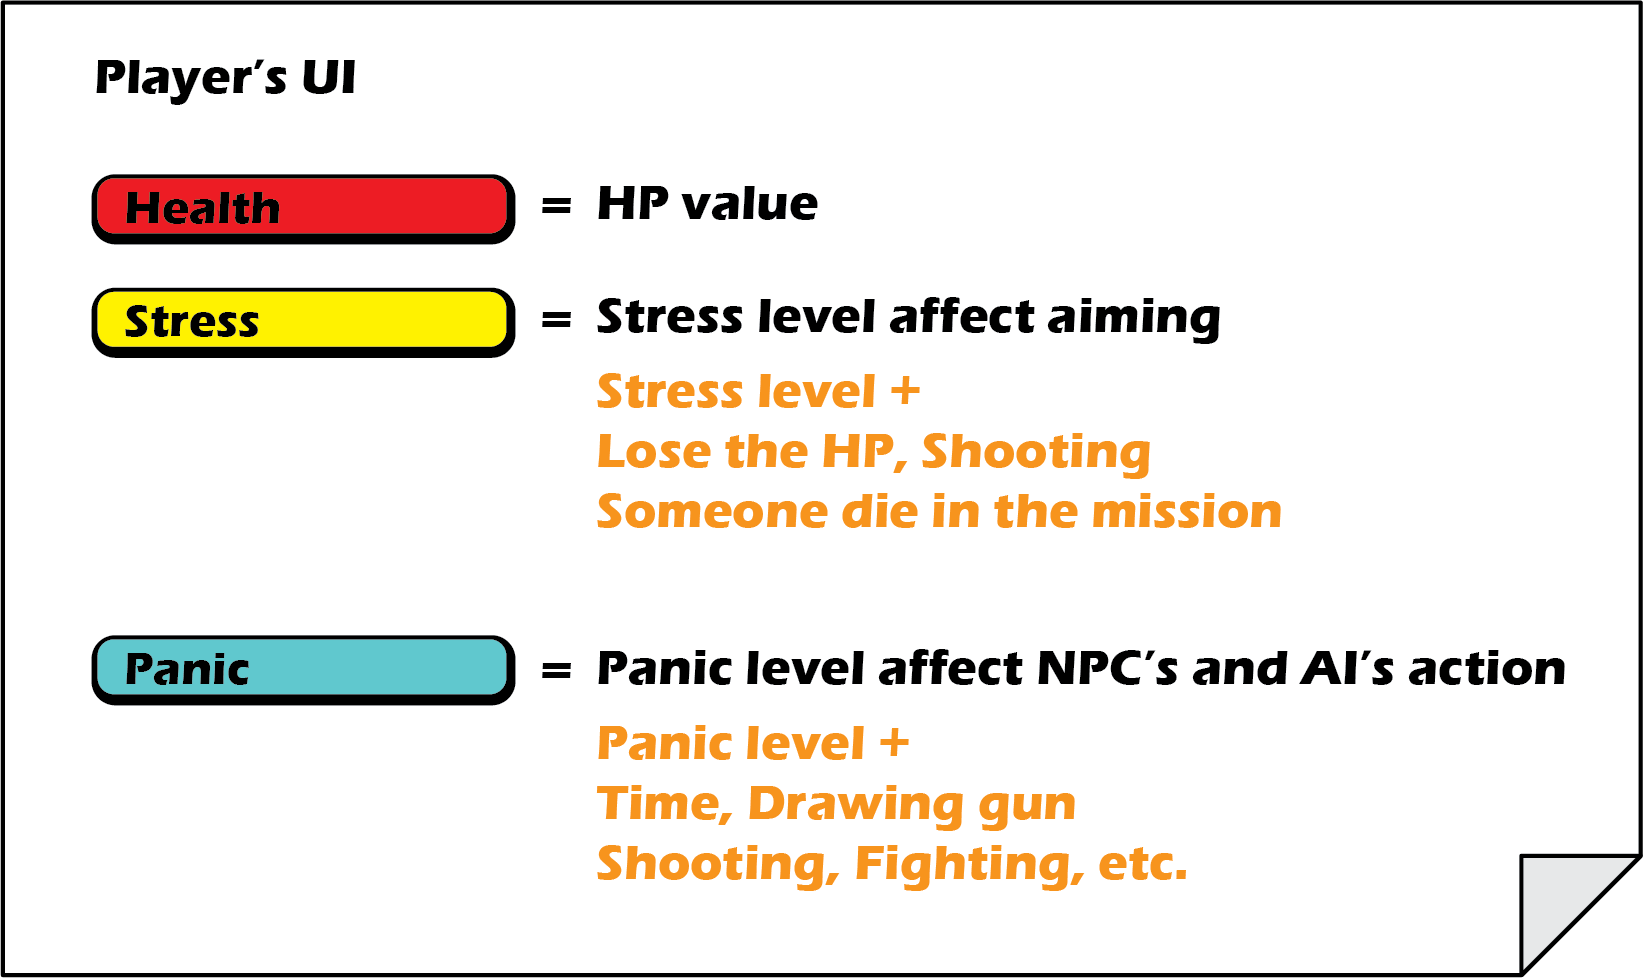 Player's UI
Health = HP value
Stress = Stress level affect aiming
Stress level +
Lose the HP, Shooting
Someone die in the mission
Panic = Panic level affect NPC's and AI's action
Panic level +
Time, Drawing gun
Shooting, Fighting, etc.